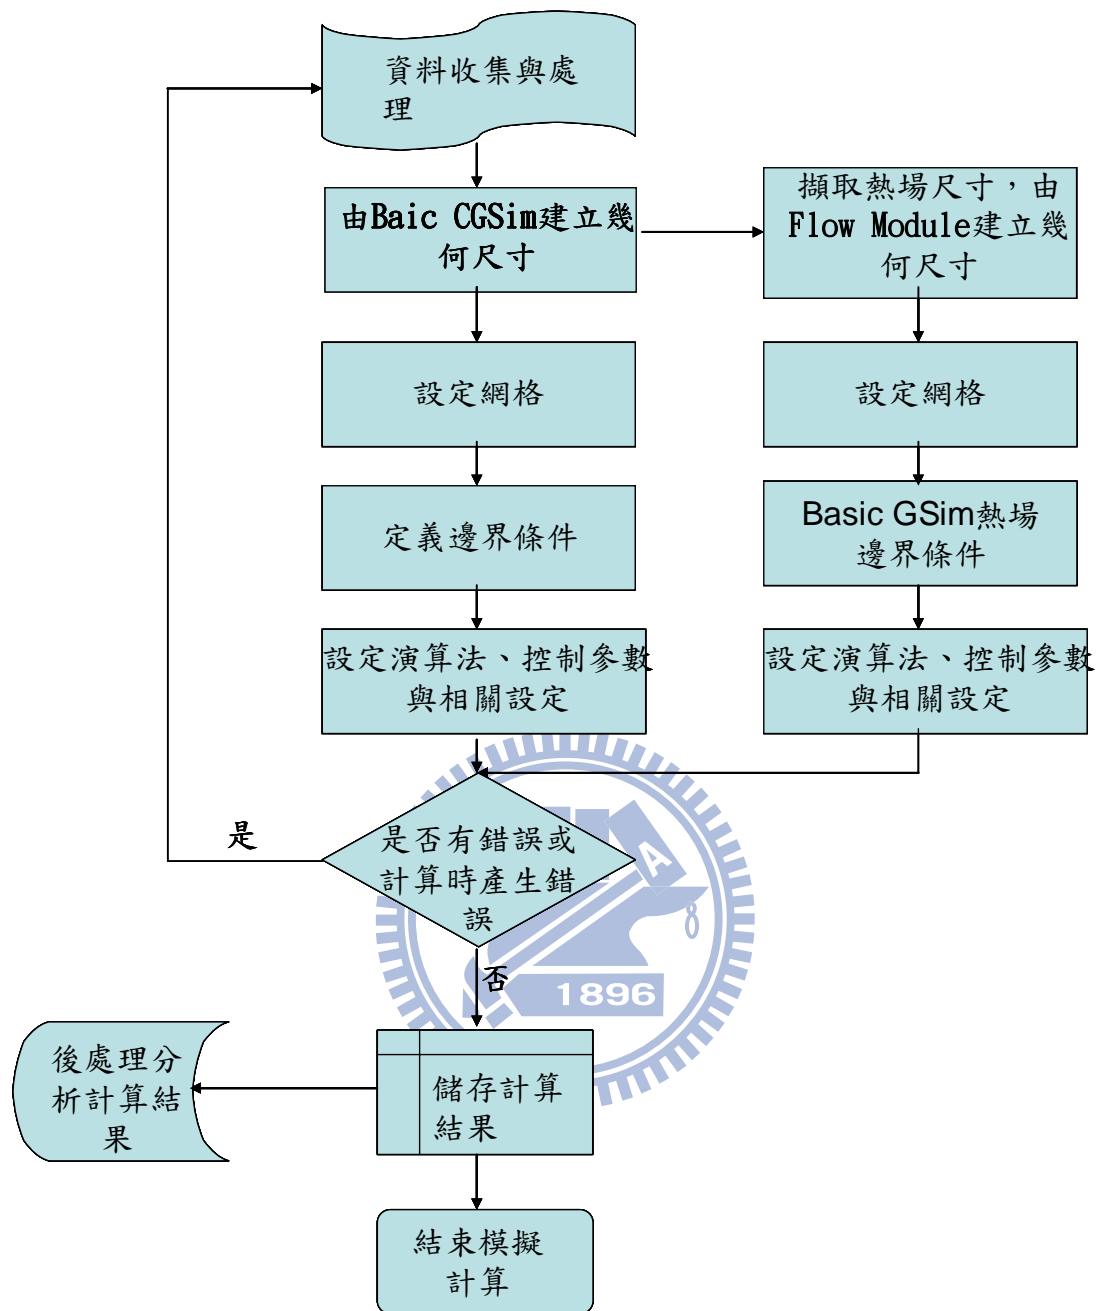 資料收集與處
理
由Baic CGSim建立幾
何尺寸
擷取熱場尺寸，由
Flow Module建立幾
何尺寸
設定網格
設定網格
定義邊界條件
Basic GSim熱場
邊界條件
設定演算法、控制參數
與相關設定
設定演算法、控制參數
與相關設定
是
是否有錯誤或
計算時產生錯
誤
否
A
1896
後處理分
析計算結
果
儲存計算
結果
結束模擬
計算